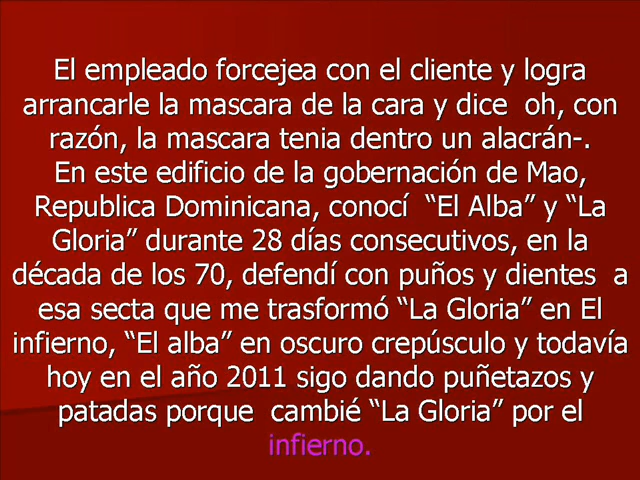 El empleado forcejea con el cliente y logra
arrancarle la mascara de la cara y dice  oh, con
razón, la mascara tenia dentro un alacrán-.
En este edificio de la gobernación de Mao,
Republica Dominicana, conocí  “El Alba” y “La
Gloria” durante 28 días consecutivos, en la
década de los 70, defendí con puños y dientes  a
esa secta que me trasformó “La Gloria” en El
infierno, “El alba” en oscuro crepúsculo y todavía
hoy en el año 2011 sigo dando puñetazos y
patadas porque  cambié “La Gloria” por el
infierno.